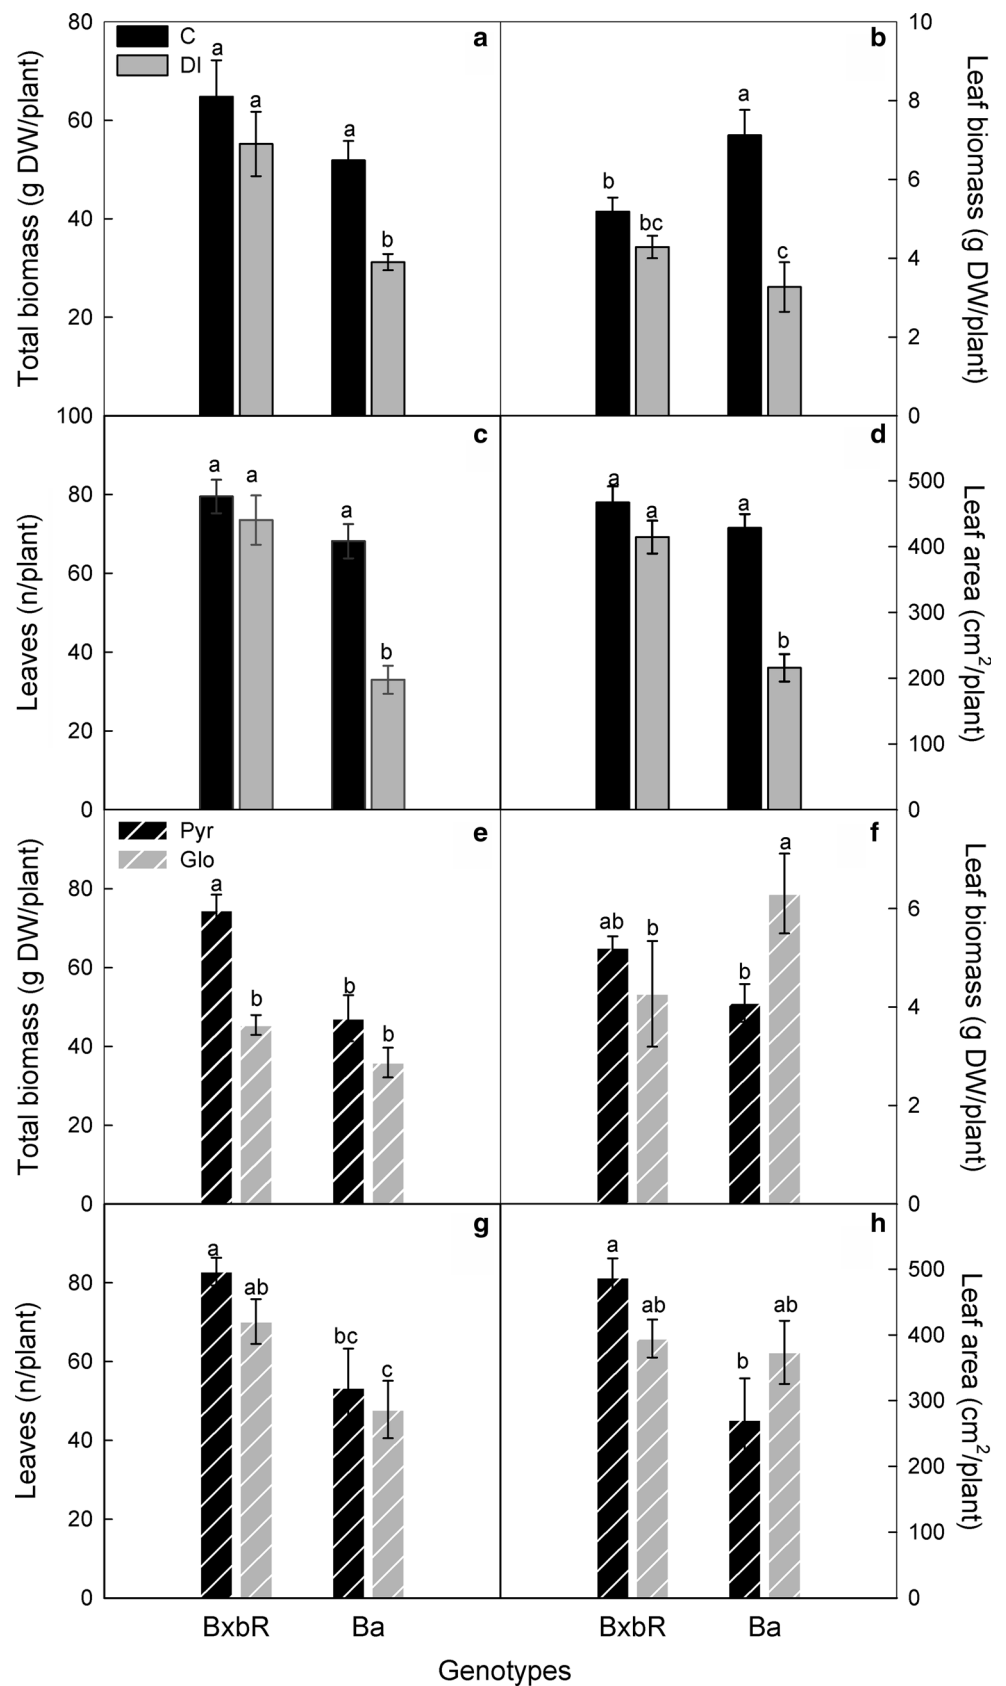 80
60
40
20
100
Total biomass (g DW/plant)
C
DI
a
a
a
a
b
b
b
bc
a
c
10
8
6
4
2
0
Leaf biomass (g DW/plant)
80
60
40
20
0
Leaves (n/plant)
c
a
a
a
b
d
a
a
a
b
500
400
300
200
100
0
Leaf area (cm²/plant)
80
60
40
20
0
Total biomass (g DW/plant)
Pyr
Glo
e
a
b
b
b
f
ab
b
b
a
6
4
2
0
Leaf biomass (g DW/plant)
80
60
40
20
0
Leaves (n/plant)
g
a
ab
bc
c
h
a
ab
b
ab
500
400
300
200
100
0
Leaf area (cm²/plant)
BxbR
Ba
BxbR
Ba
Genotypes